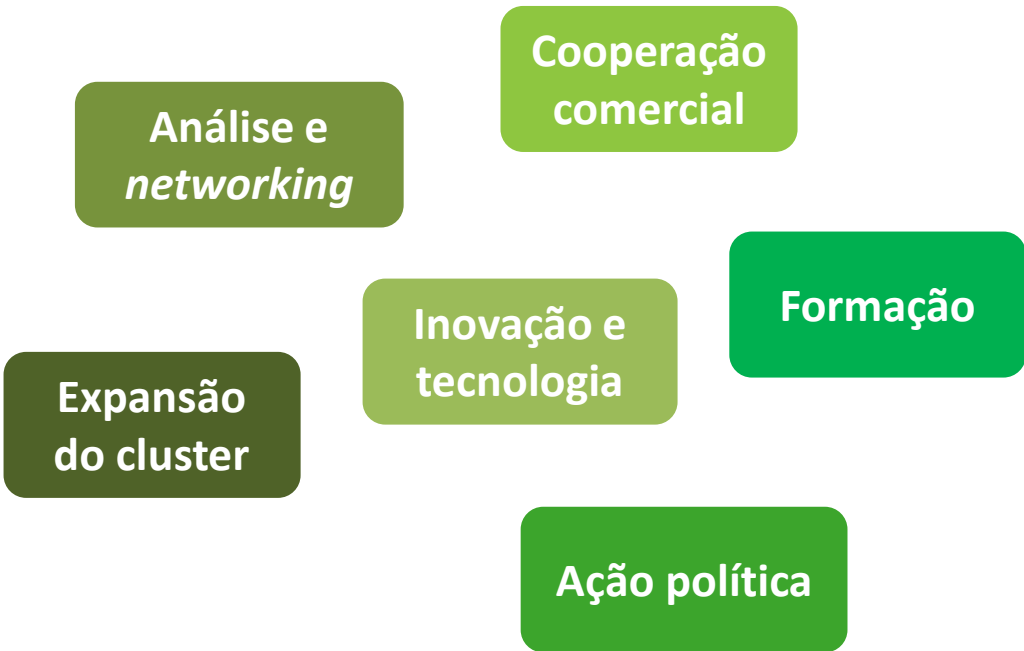 Cooperação
comercial
Análise e
networking
Formação
Inovação e
tecnologia
Expansão
do cluster
Ação política